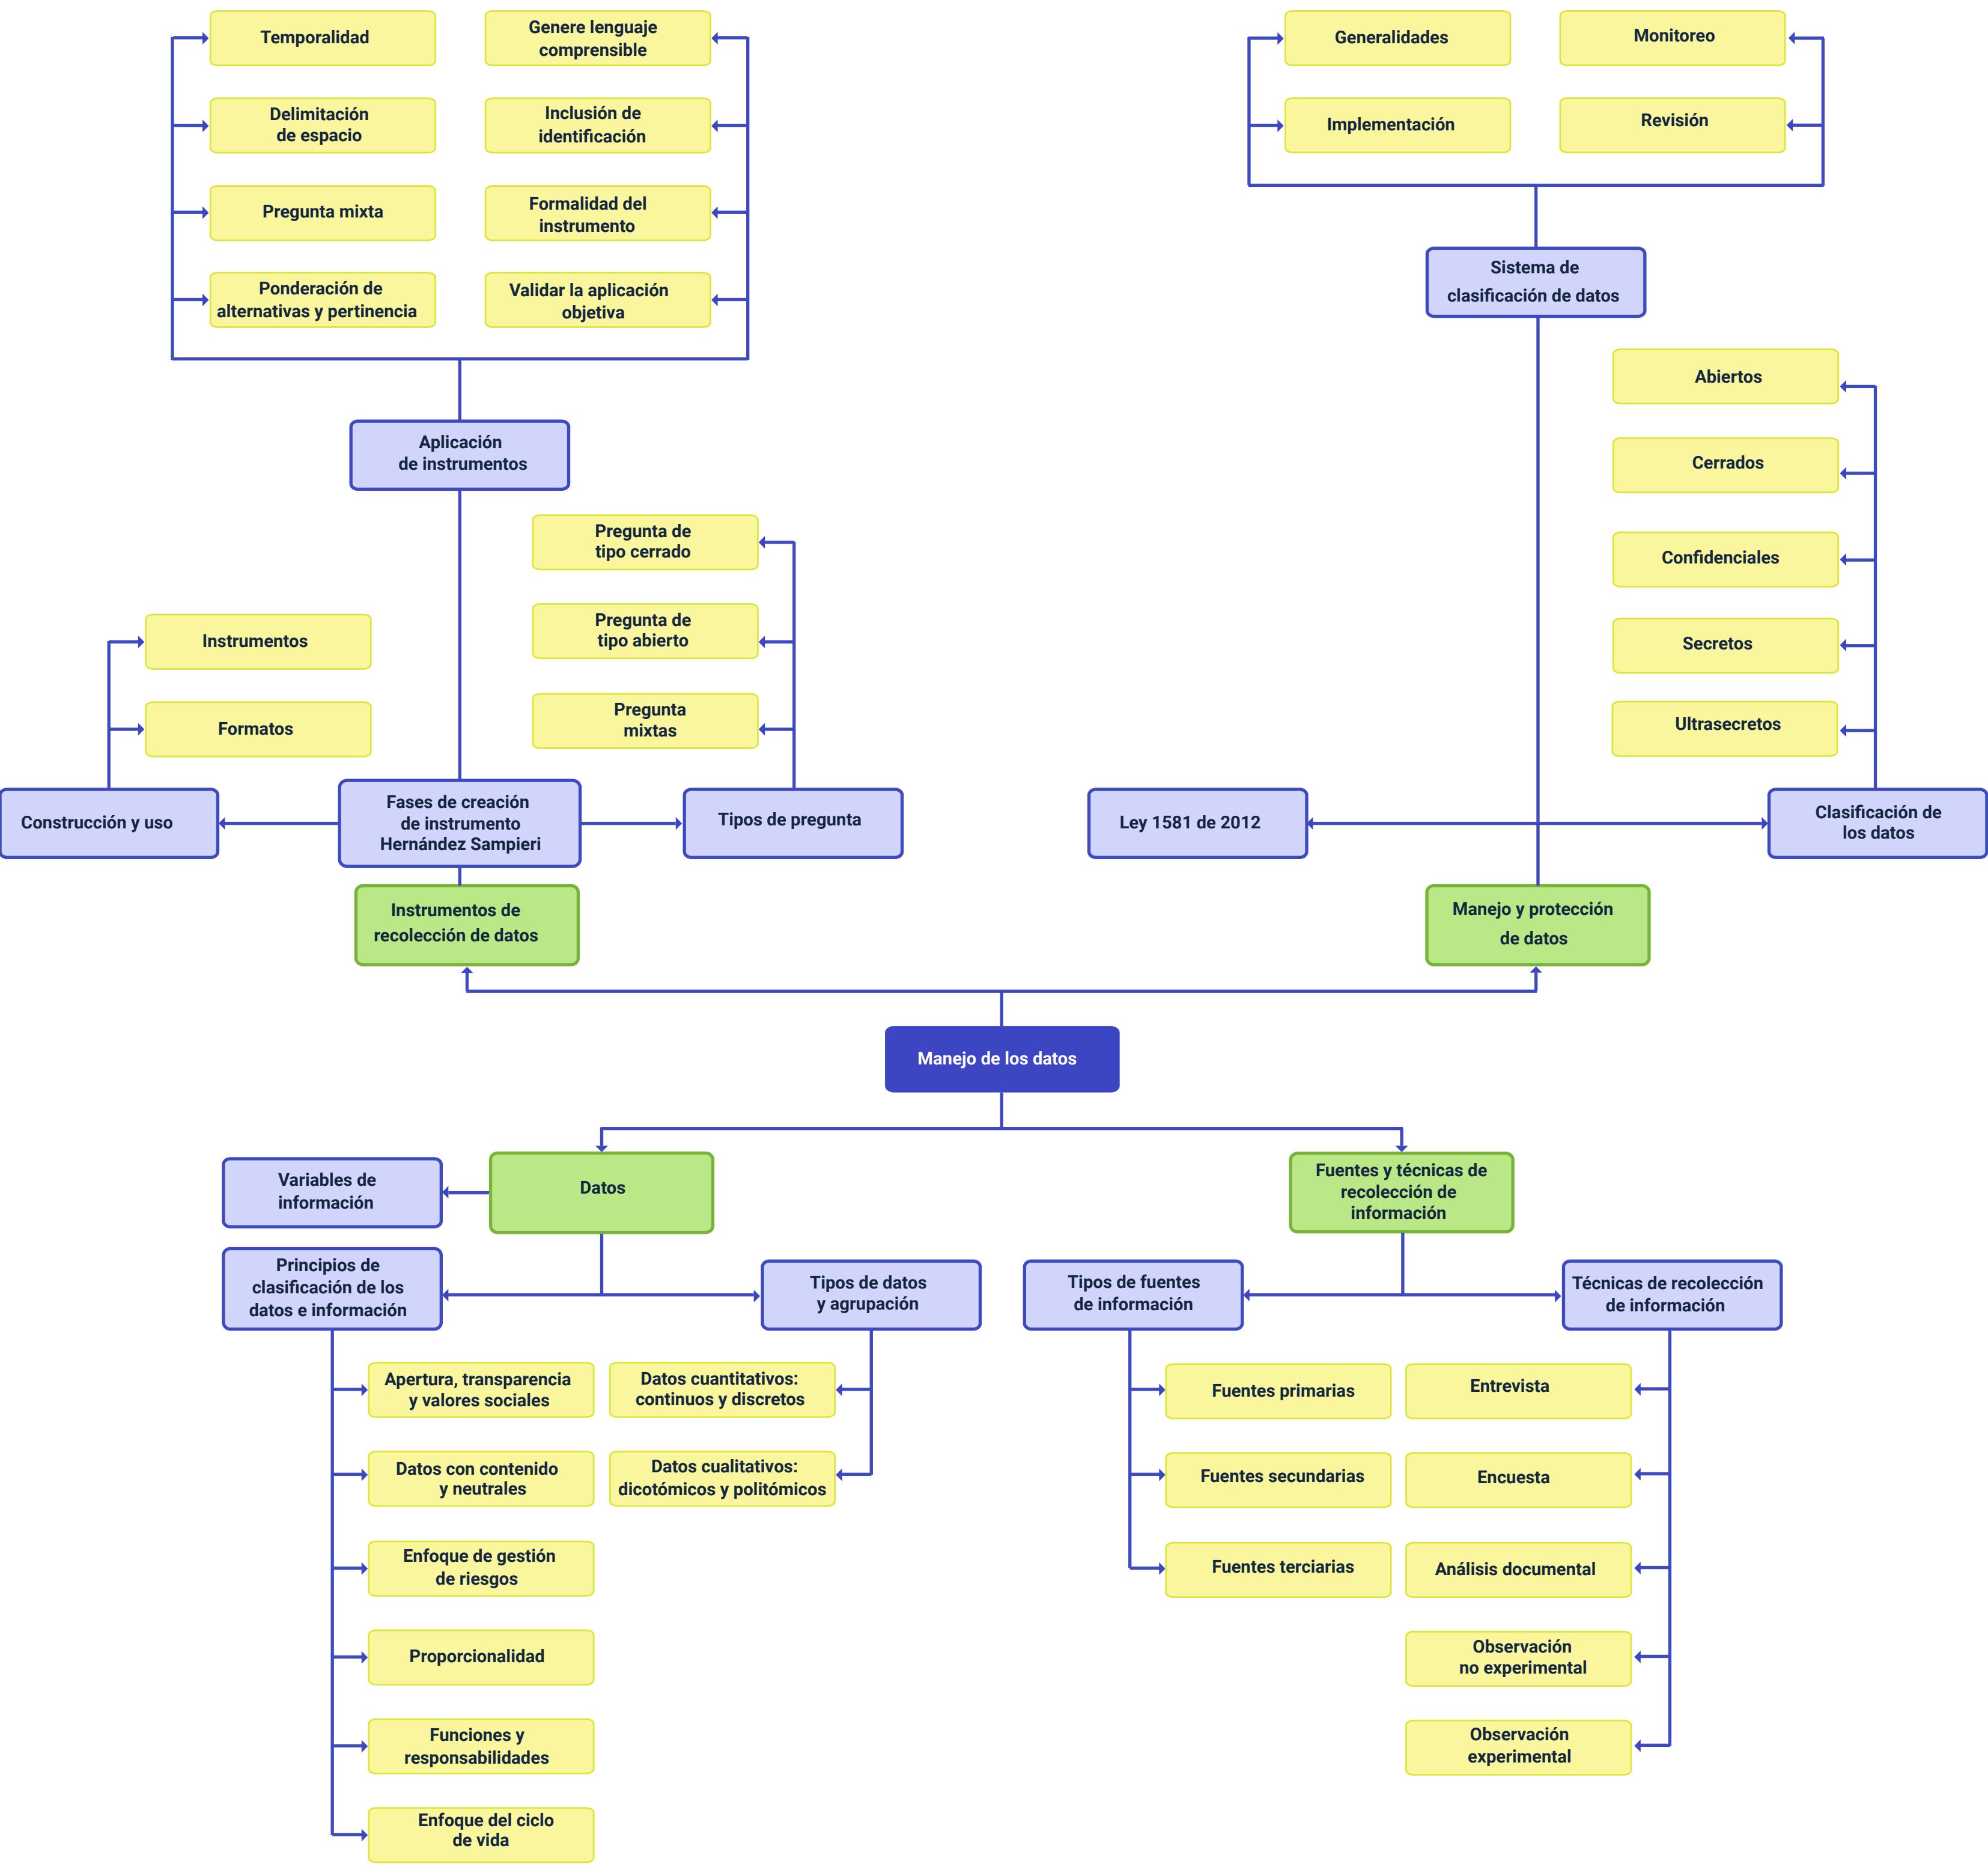 Temporalidad
Genere lenguaje
comprensible
Delimitación
de espacio
Inclusión de
identificación
Pregunta mixta
Formalidad del
instrumento
Ponderación de
alternativas y pertinencia
Validar la aplicación
objetiva
Aplicación
de instrumentos
Pregunta de
tipo cerrado
Pregunta de
tipo abierto
Pregunta
mixtas
Instrumentos
Formatos
Construcción y uso
Fases de creación
de instrumento
Hernández Sampieri
Tipos de pregunta
Instrumentos de
recolección de datos
Generalidades
Monitoreo
Implementación
Revisión
Sistema de
clasificación de datos
Abiertos
Cerrados
Confidenciales
Secretos
Ultrasecretos
Ley 1581 de 2012
Clasificación de
los datos
Manejo y protección
de datos
Manejo de los datos
Variables de
información
Datos
Principios de
clasificación de los
datos e información
Tipos de datos
y agrupación
Apertura, transparencia
y valores sociales
Datos con contenido
y neutrales
Enfoque de gestión
de riesgos
Proporcionalidad
Funciones y
responsabilidades
Enfoque del ciclo
de vida
Datos cuantitativos:
continuos y discretos
Datos cualitativos:
dicotómicos y politómicos
Fuentes y técnicas de
recolección de
información
Tipos de fuentes
de información
Técnicas de recolección
de información
Fuentes primarias
Fuentes secundarias
Fuentes terciarias
Entrevista
Encuesta
Análisis documental
Observación
no experimental
Observación
experimental